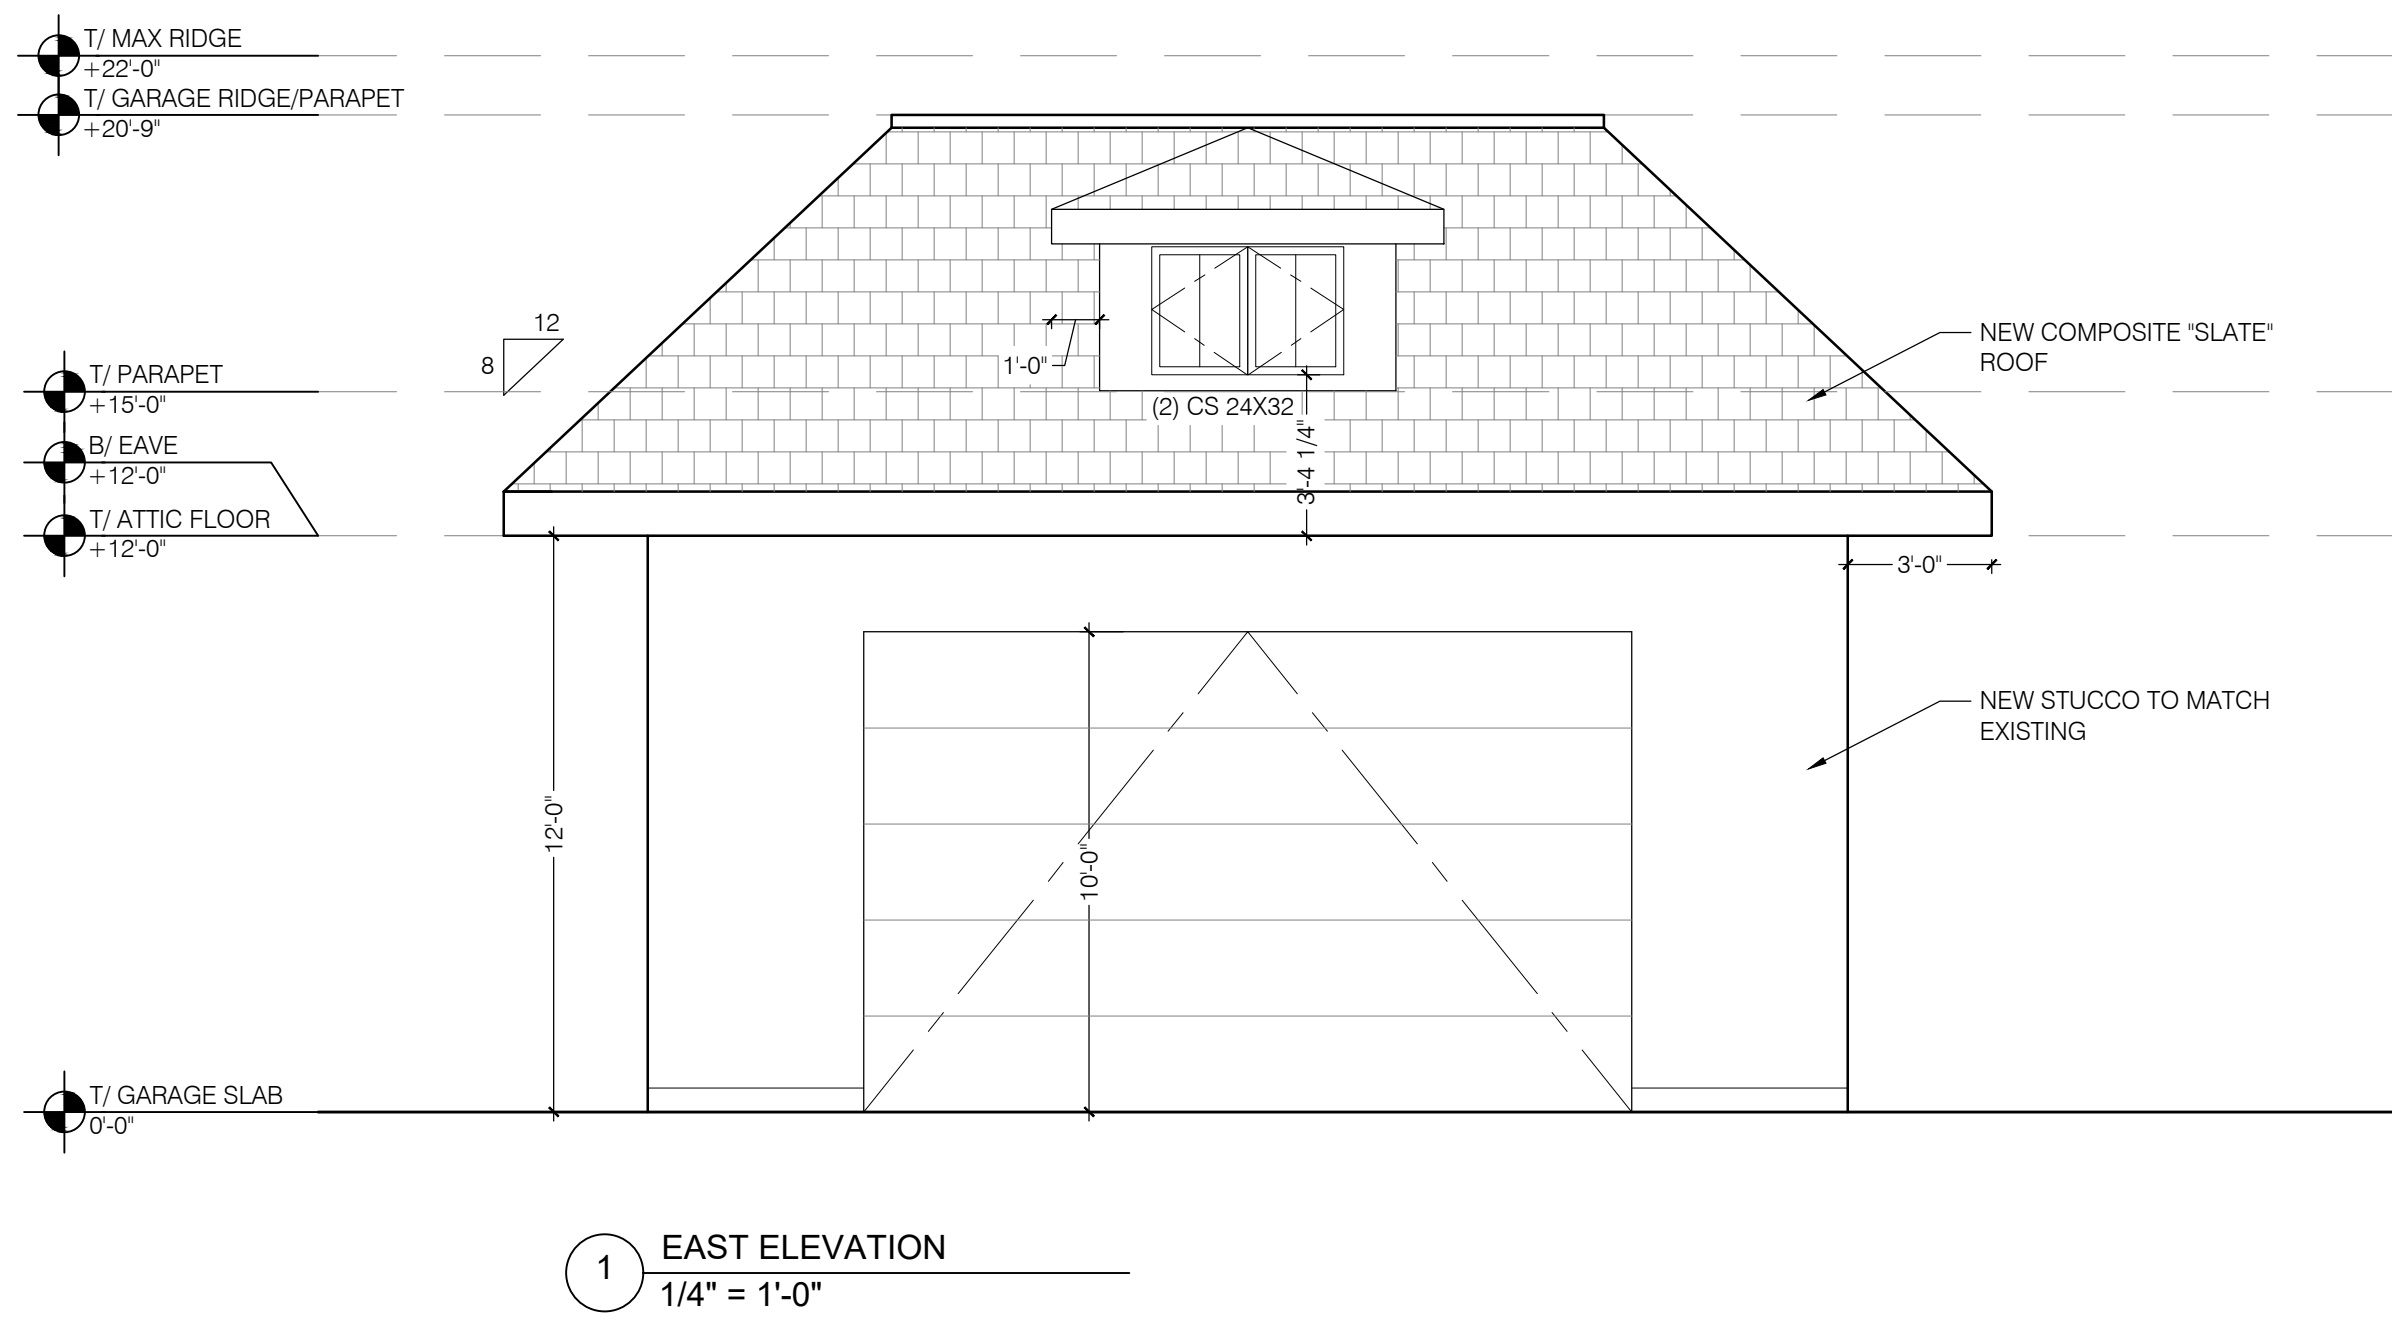 T/ MAX RIDGE
+22'-0"
T/ GARAGE RIDGE/PARAPET
+20'-9"
12
8
T/ PARAPET
+15'-0"
B/ EAVE
+12'-0"
T/ ATTIC FLOOR
+12'-0"
1'-0"
(2) CS 24X32
3'-4 1/4"
NEW COMPOSITE "SLATE"
ROOF
3'-0"
NEW STUCCO TO MATCH
EXISTING
12'-0"
10'-0"
T/ GARAGE SLAB
0'-0"
1
EAST ELEVATION
1/4" = 1'-0"